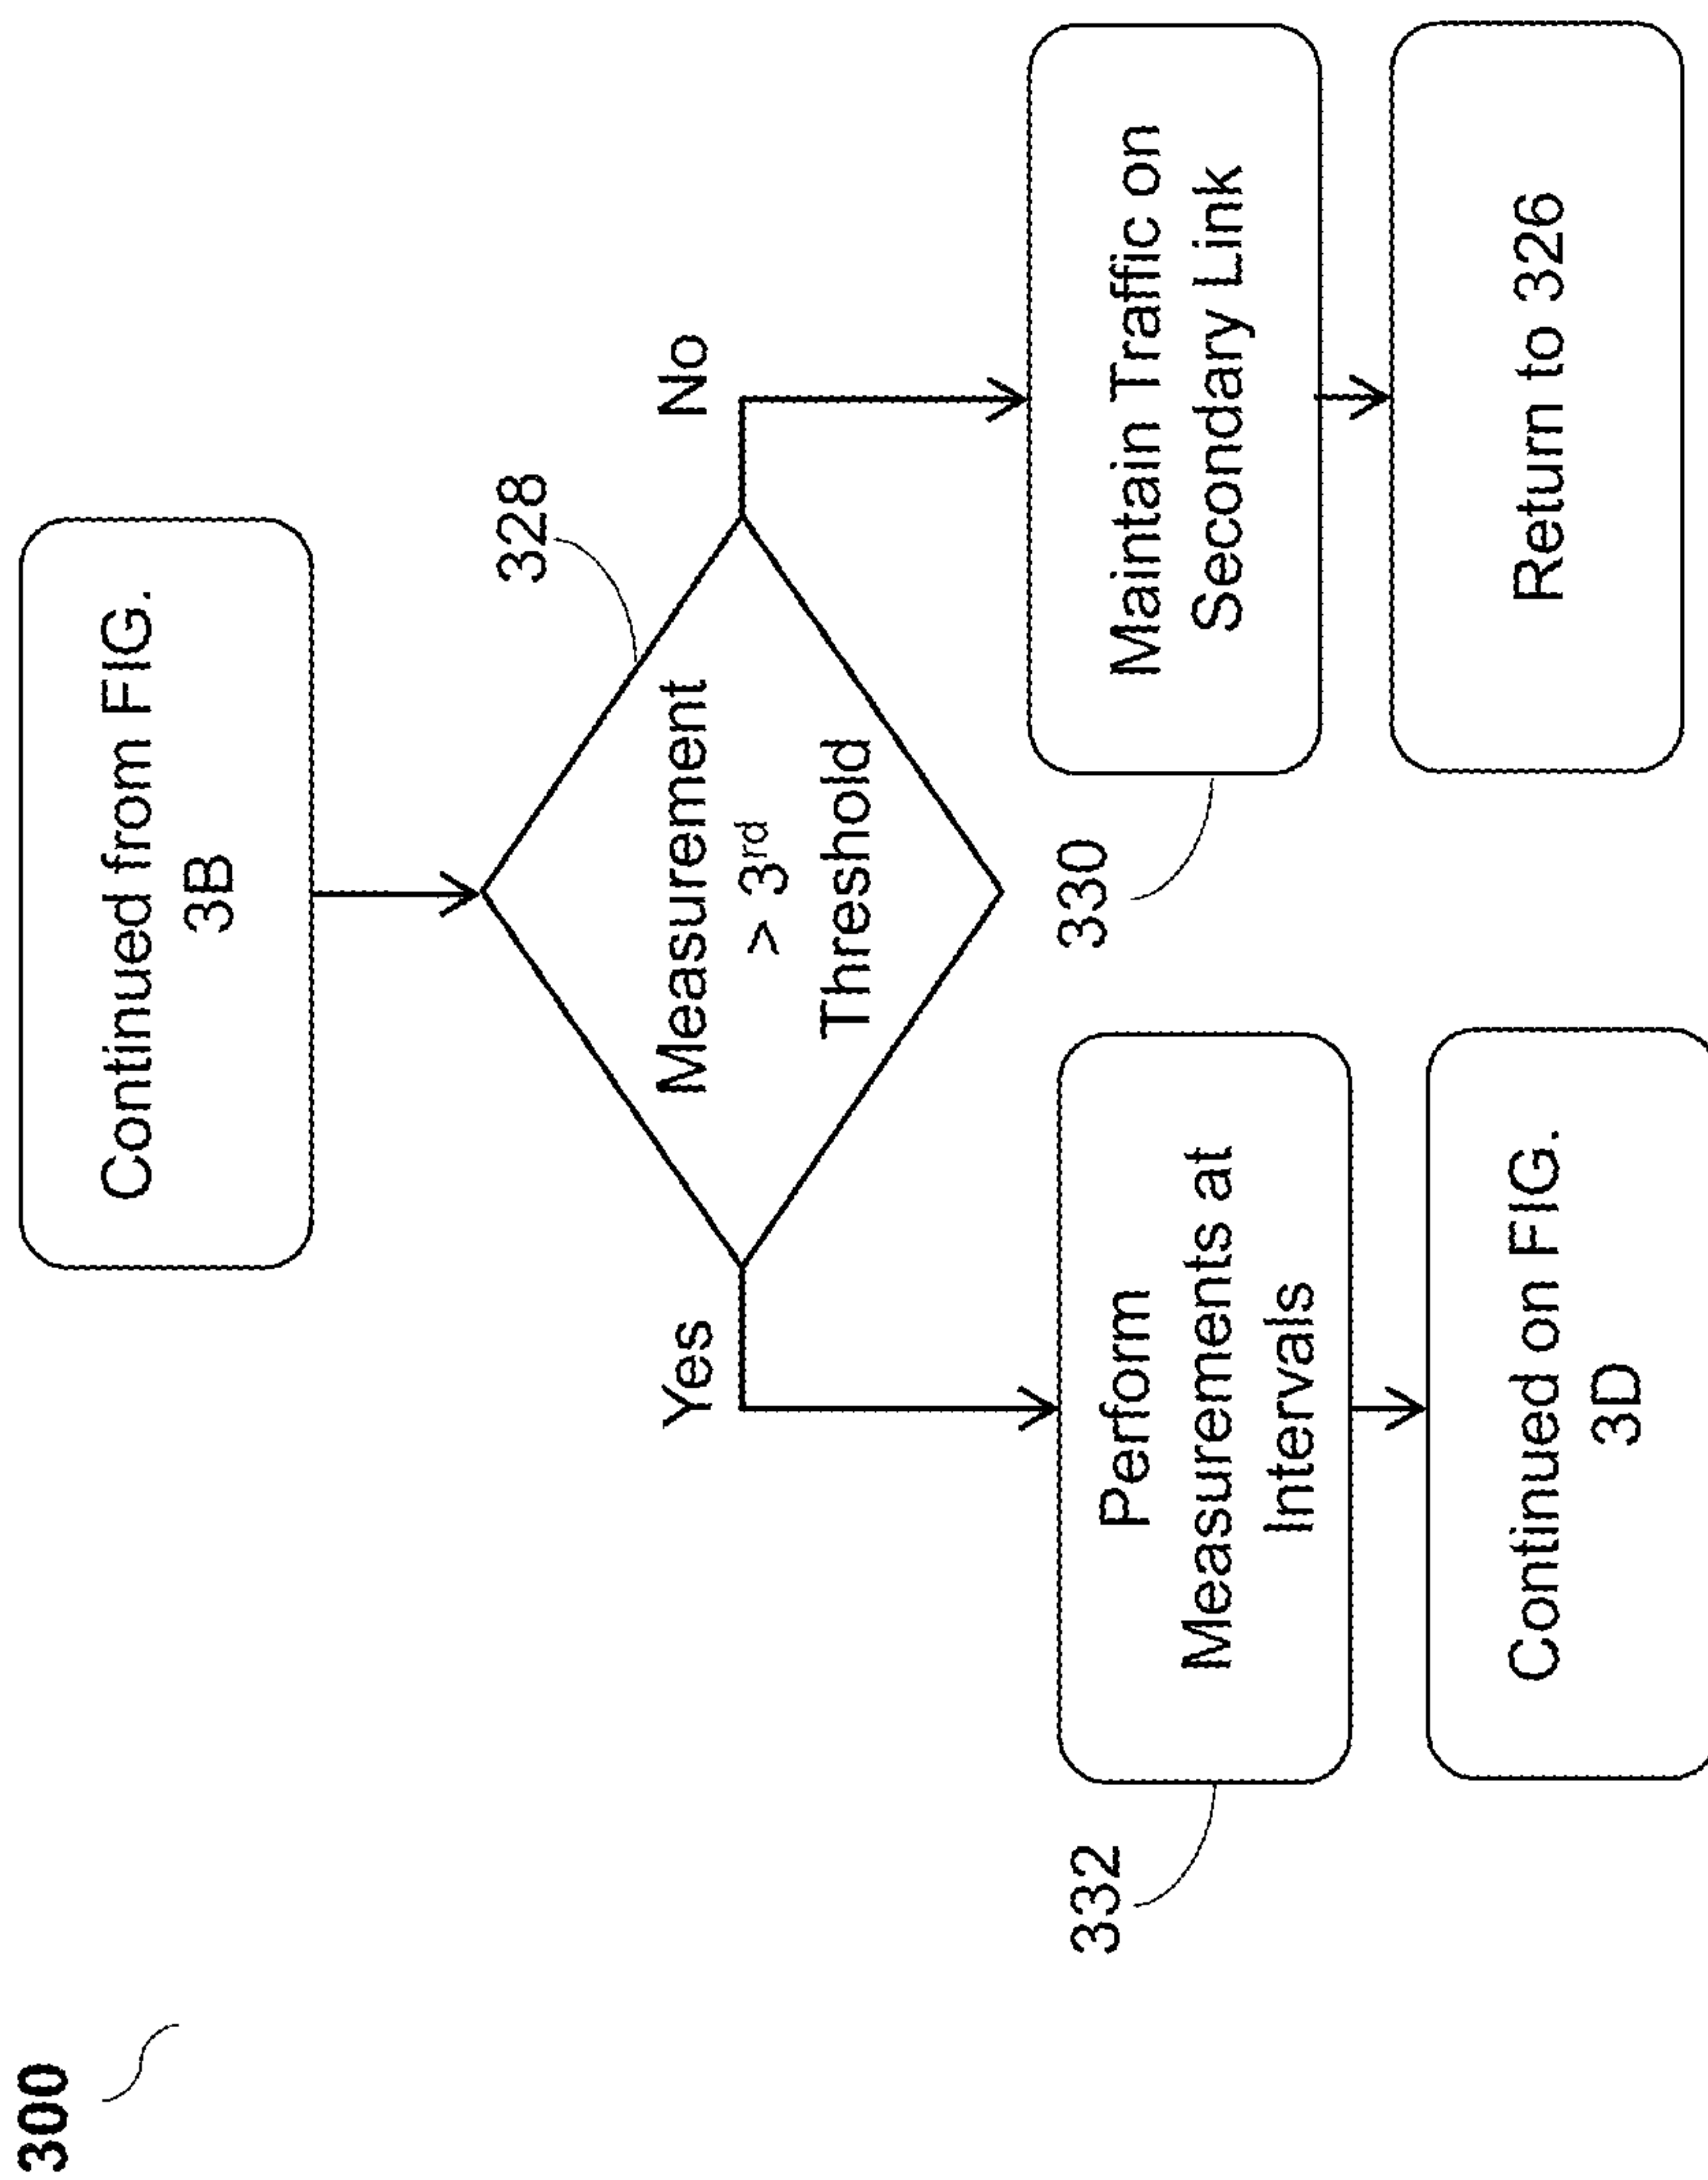 300
Continued from FIG.
3B
328
Measurement
> 3rd
Threshold
Yes
No
332
Perform
Measurements at
Intervals
330
Maintain Traffic on
Secondary Link
Continued on FIG.
3D
Return to 326